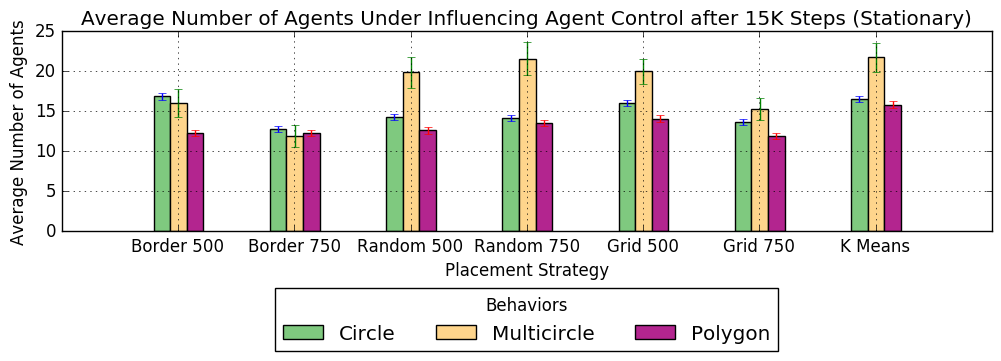 Average Number of Agents Under Influencing Agent Control after 15K Steps (Stationary)
Average Number of Agents
25
20
15
10
5
0
Border 500 Border 750 Random 500 Random 750 Grid 500 Grid 750 K Means
Placement Strategy
Behaviors
Circle Multicircle Polygon